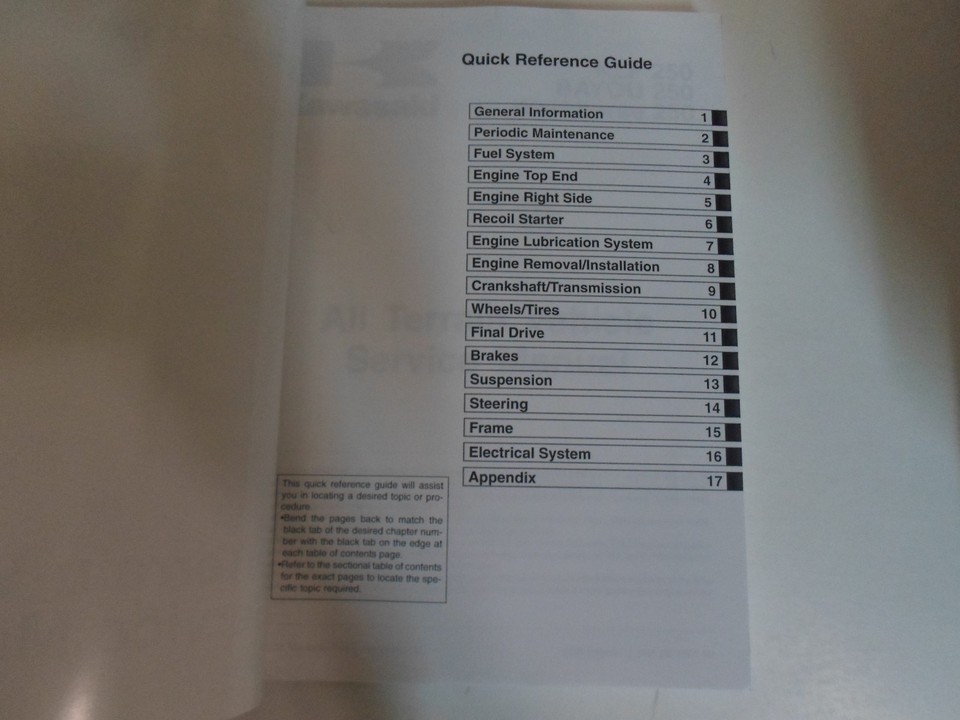 Quick Reference Guide
General Information 1
Periodic Maintenance 2
Fuel System 3
Engine Top End 4
Engine Right Side 5
Recoil Starter 6
Engine Lubrication System 7
Engine Removal/Installation 8
Crankshaft/Transmission 9
Wheels/Tires 10
Final Drive 11
Brakes 12
Suspension 13
Steering 14
Frame 15
Electrical System 16
Appendix 17
This quick reference guide will assist
you in locating a desired topic or pro-
cedure.
•Bend the pages back to match the
black tab of the desired chapter num-
ber with the black tab on the edge at
each table of contents page.
•Refer to the sectional table of contents
for the exact pages to locate the spe-
cific topic required.